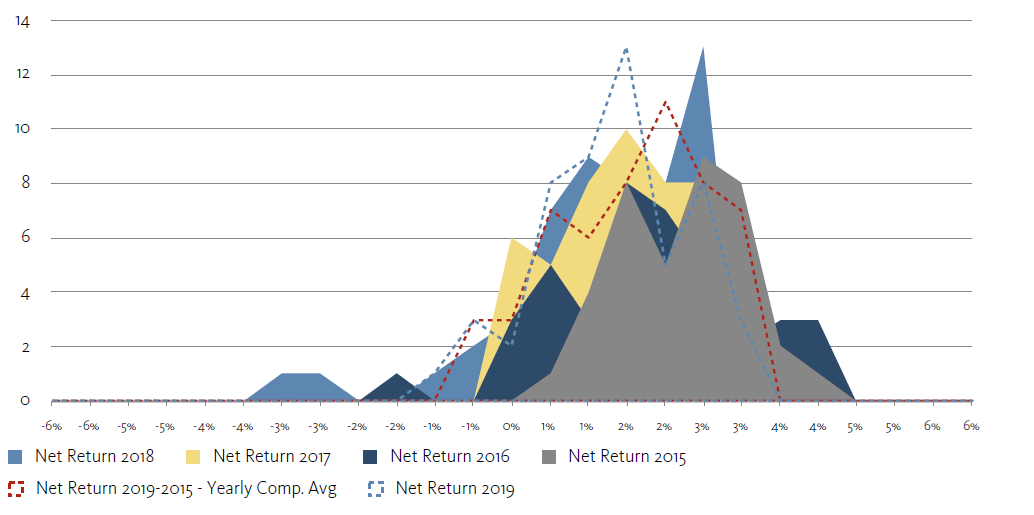 14
12
10
8
6
4
2
0
-6% -6% -5% -5% -4% -4% -3% -3% -2% -2% -1% -1% 0% 1% 1% 2% 2% 3% 3% 4% 4% 5% 5% 6% 6%
Net Return 2018 Net Return 2017 Net Return 2016 Net Return 2015
Net Return 2019-2015 - Yearly Comp. Avg Net Return 2019